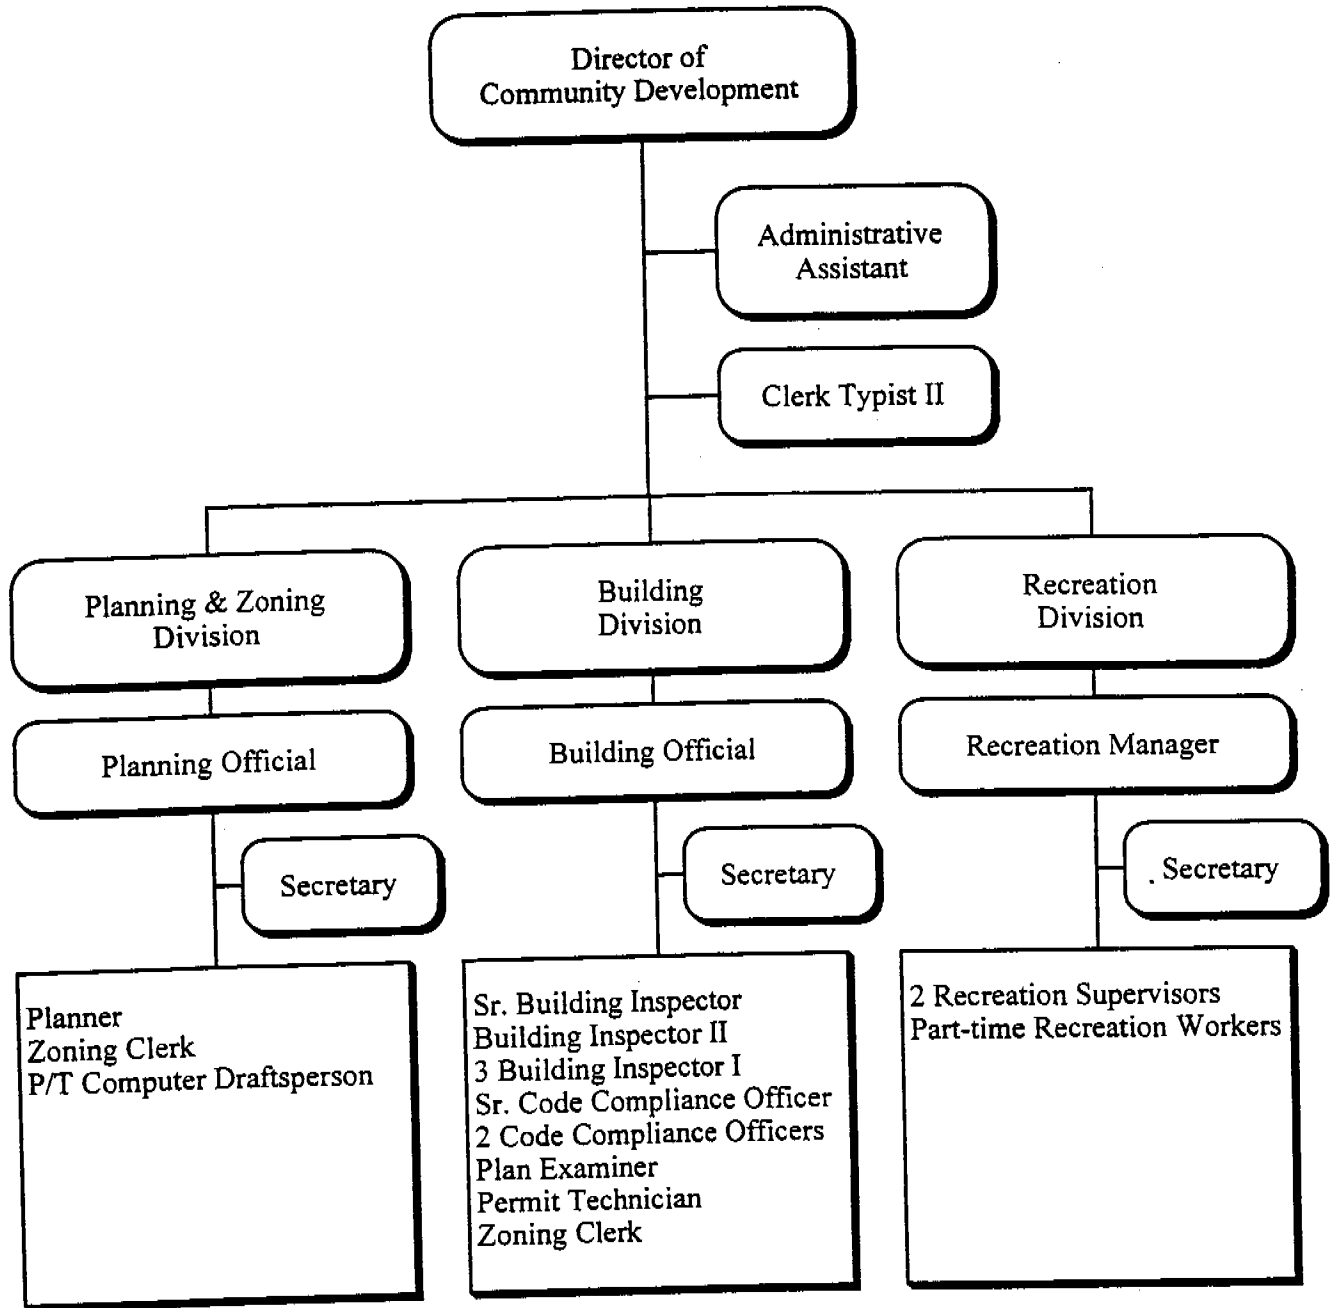 Director of
Community Development
Administrative
Assistant
Clerk Typist II
Planning & Zoning
Division
Building
Division
Recreation
Division
Planning Official
Building Official
Recreation Manager
Secretary
Secretary
Secretary
Planner
Zoning Clerk
P/T Computer Draftsperson
Sr. Building Inspector
Building Inspector II
3 Building Inspector I
Sr. Code Compliance Officer
2 Code Compliance Officers
Plan Examiner
Permit Technician
Zoning Clerk
2 Recreation Supervisors
Part-time Recreation Workers